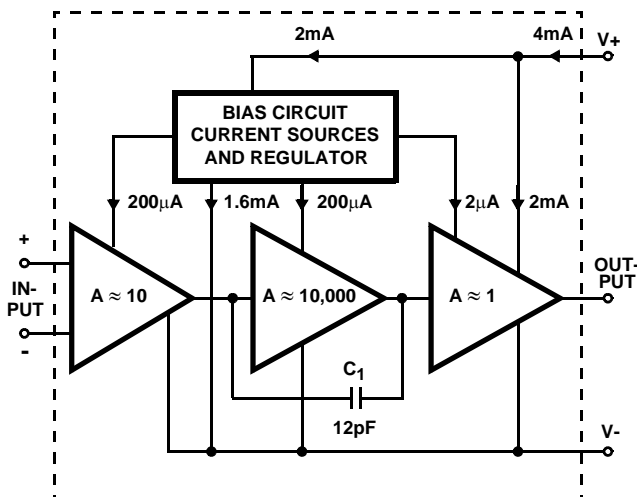 2mA
4mA
V+
BIAS CIRCUIT
CURRENT SOURCES
AND REGULATOR
200μA
1.6mA
200μA
2μA
2mA
+
IN-
PUT
-
A ≈ 10
A ≈ 10,000
A ≈ 1
OUT-
PUT
C1
12pF
V-